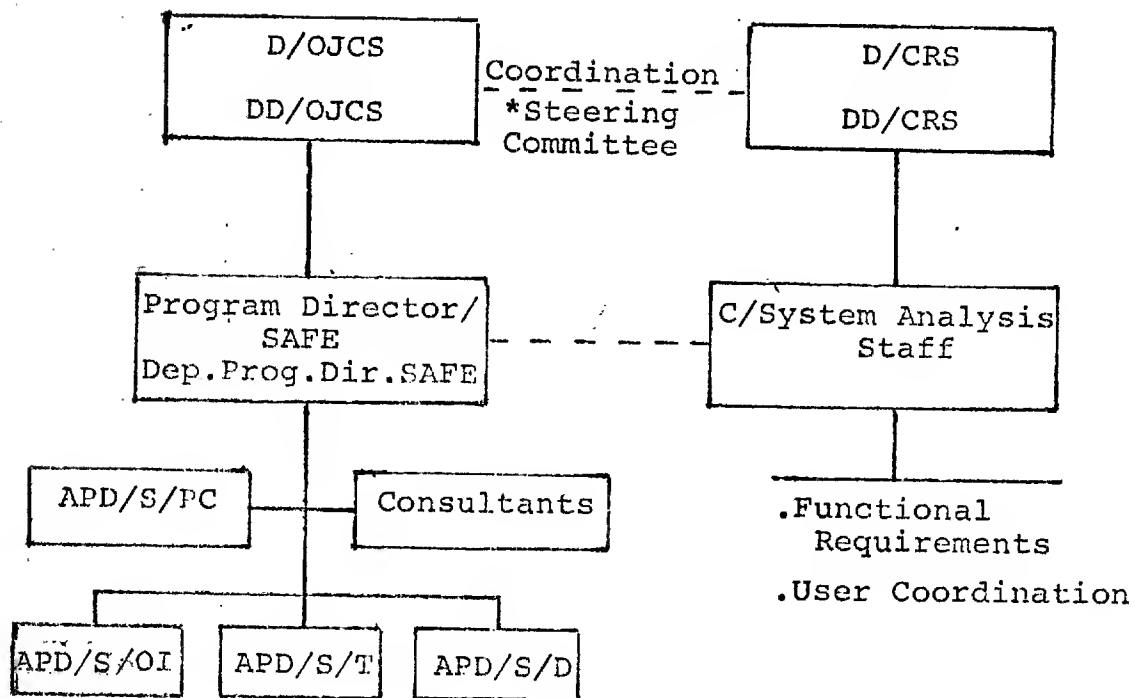 D/OJCS
DD/OJCS
Coordination
*Steering
Committee
D/CRS
DD/CRS
Program Director/
SAFE
Dep.Prog.Dir.SAFE
C/System Analysis
Staff
APD/S/PC
Consultants
.Functional
Requirements
.User Coordination
APD/S/OI
APD/S/T
APD/S/D